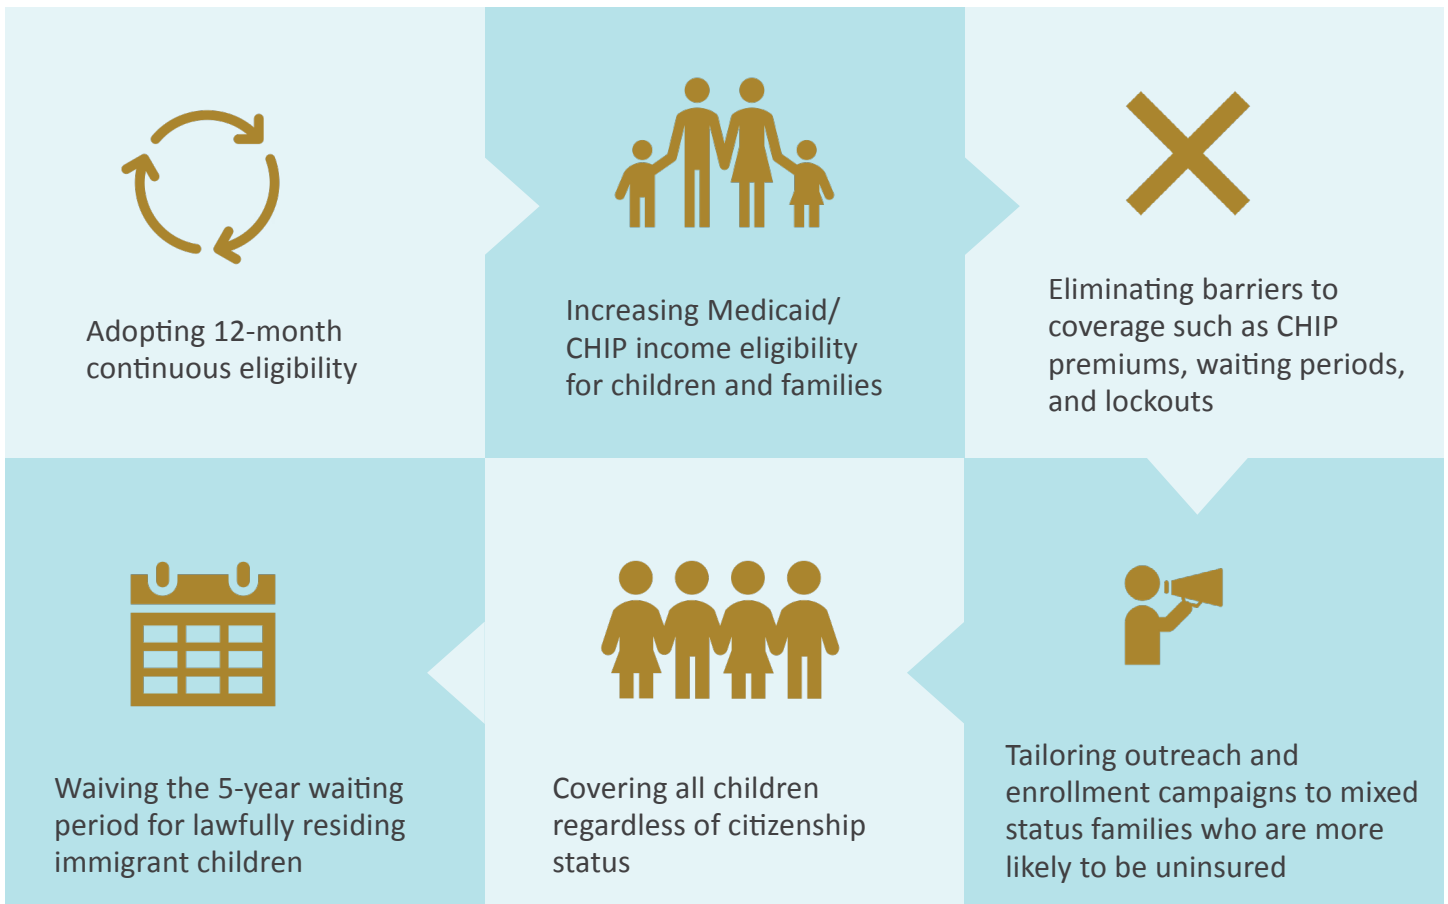 Adopting 12-month
continuous eligibility
Increasing Medicaid/
CHIP income eligibility
for children and families
Eliminating barriers to
coverage such as CHIP
premiums, waiting periods,
and lockouts
Tailoring outreach and
enrollment campaigns to mixed
status families who are more
likely to be uninsured
Covering all children
regardless of citizenship
status
Waiving the 5-year waiting
period for lawfully residing
immigrant children